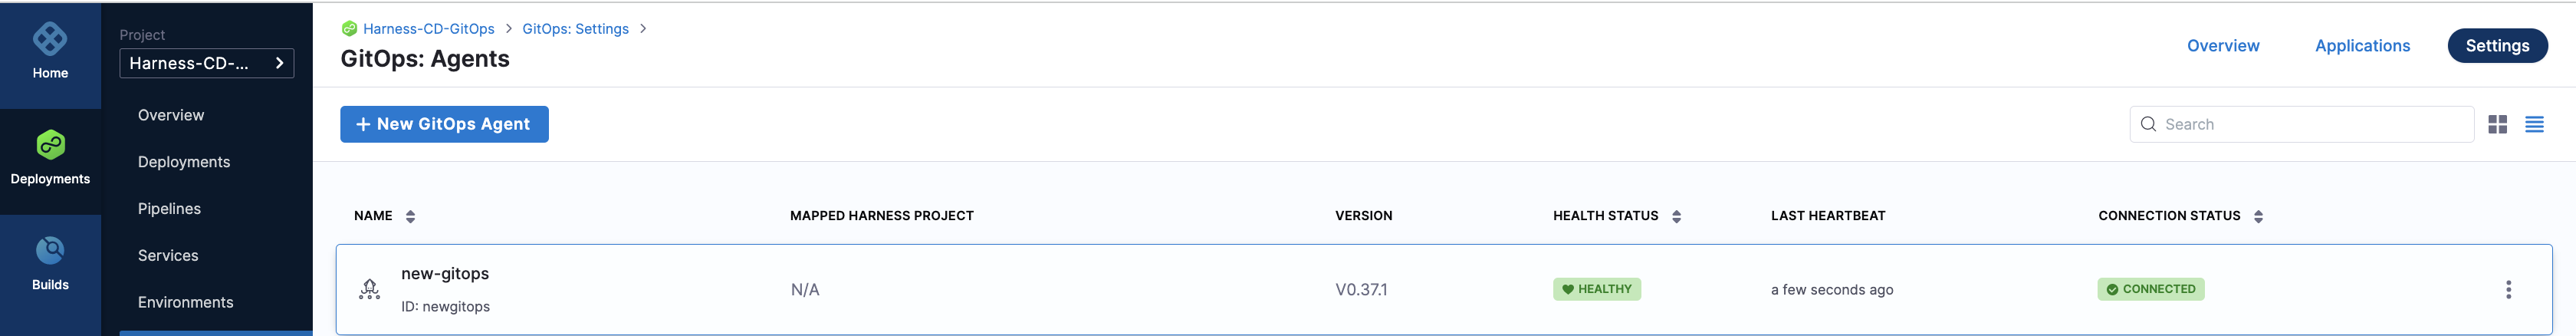 Home
Deployments
Builds
Project
Harness-CD-...
Overview
Deployments
Pipelines
Services
Environments
Harness-CD-GitOps > GitOps: Settings >
GitOps: Agents
Overview Applications Settings
+ New GitOps Agent
Search
NAME MAPPED HARNESS PROJECT VERSION HEALTH STATUS LAST HEARTBEAT CONNECTION STATUS
new-gitops
ID: newgitops
N/A V0.37.1 HEALTHY a few seconds ago CONNECTED